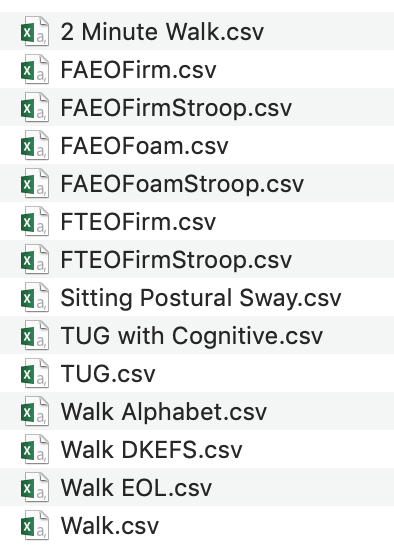 2 Minute Walk.csv
FAEOFirm.csv
FAEOFirmStroop.csv
FAEOFoam.csv
FAEOFoamStroop.csv
FTEOFirm.csv
FTEOFirmStroop.csv
Sitting Postural Sway.csv
TUG with Cognitive.csv
TUG.csv
Walk Alphabet.csv
Walk DKEFS.csv
Walk EOL.csv
Walk.csv